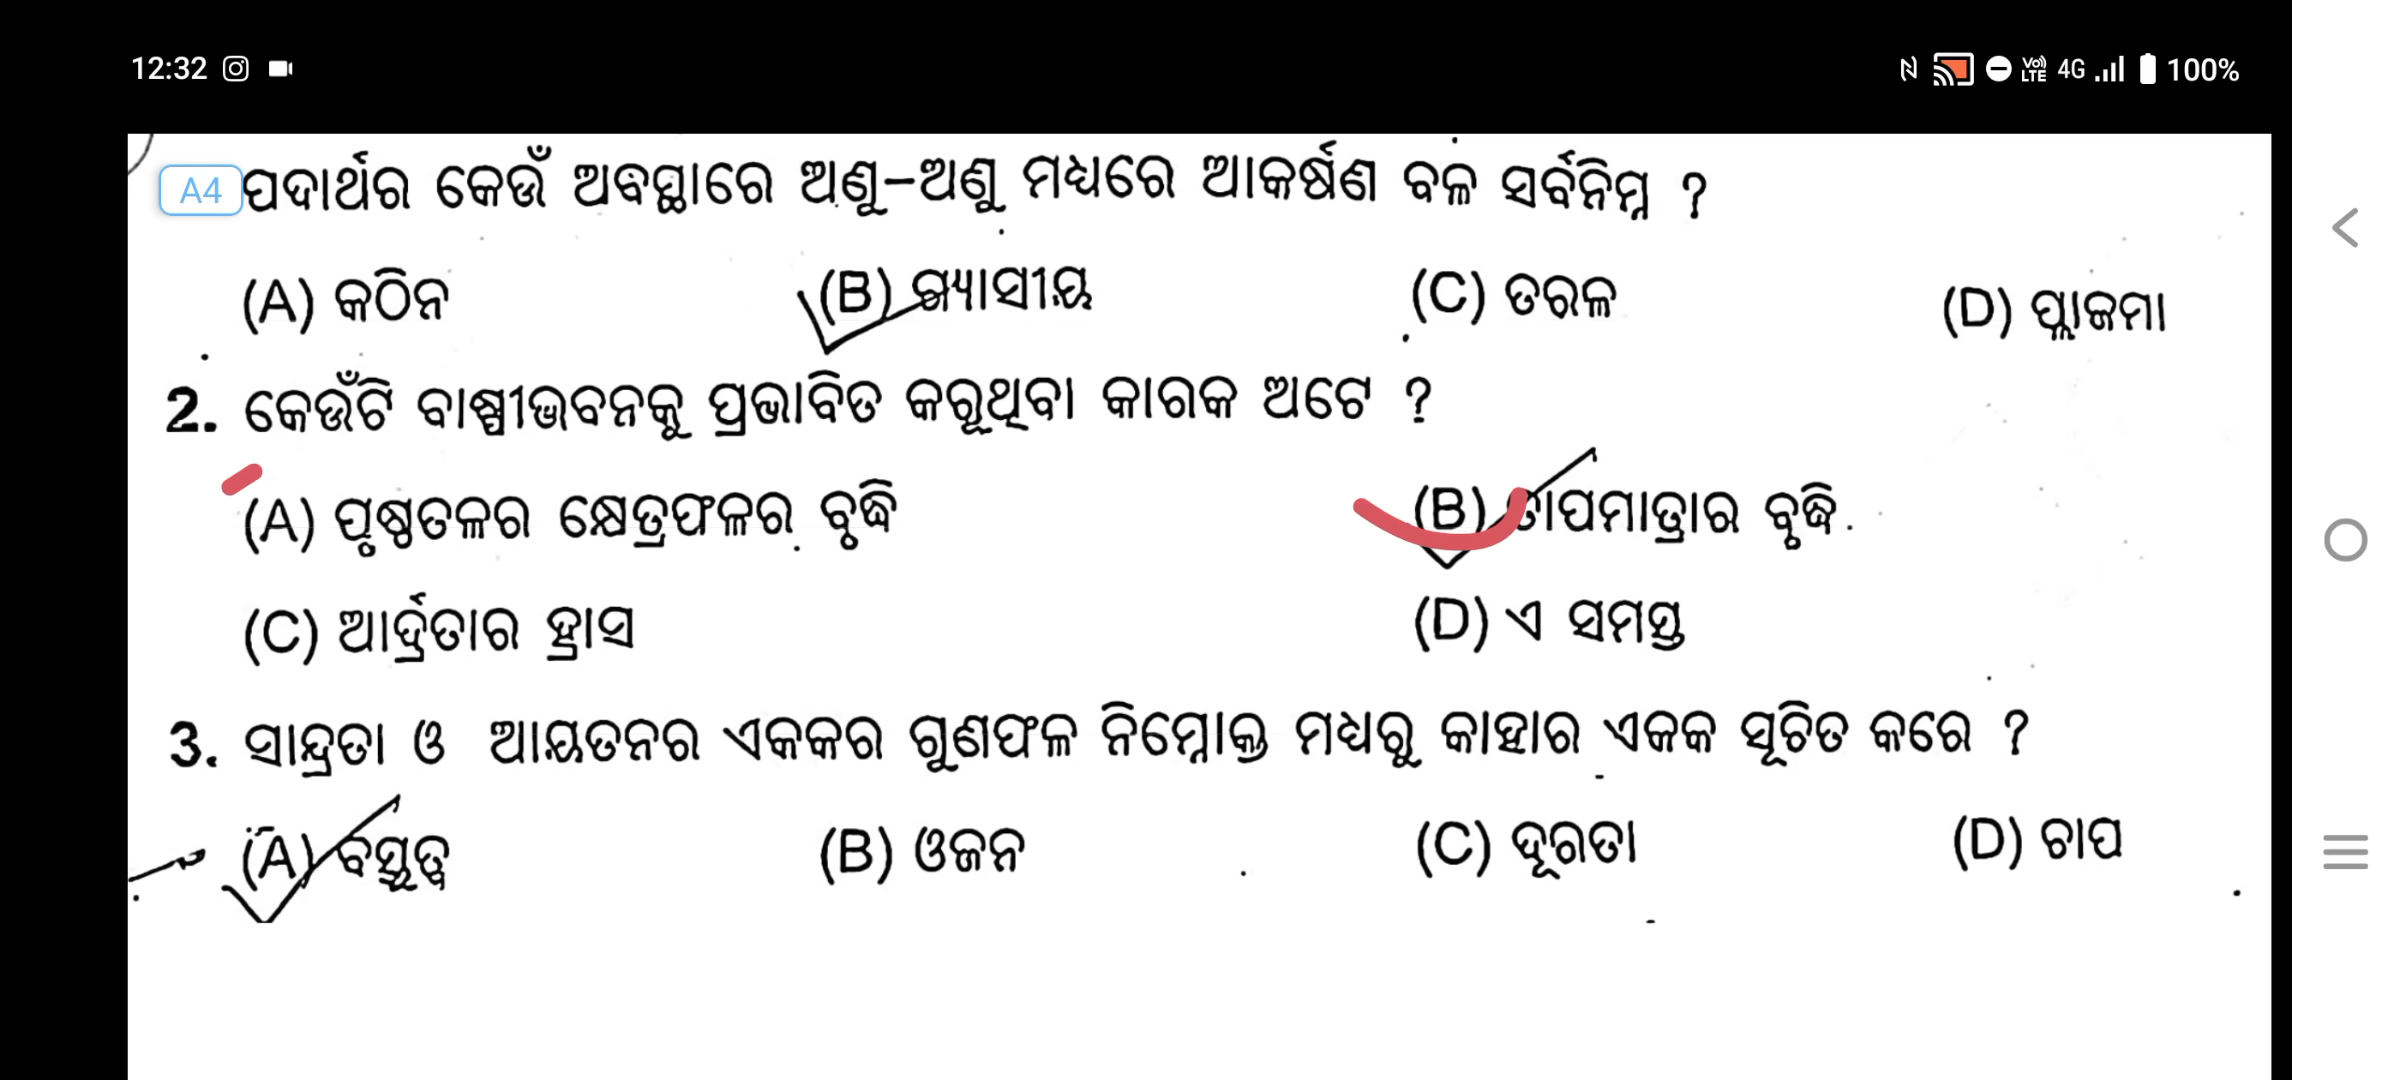 12:32 VoLTE 4G 100%
A4 ପଦାର୍ଥର କେଉଁ ଅବସ୍ଥାରେ ଅଣୁ-ଅଣୁ ମଧ୍ୟରେ ଆକର୍ଷଣ ବଳ ସର୍ବନିମ୍ନ ?
(A) କଠିନ (B) ଗ୍ୟାସୀୟ (C) ତରଳ (D) ପ୍ଲାଜମା
2. କେଉଁଟି ବାଷ୍ପୀଭବନକୁ ପ୍ରଭାବିତ କରୁଥିବା କାରକ ଅଟେ ?
(A) ପୃଷ୍ଠତଳର କ୍ଷେତ୍ରଫଳର ବୃଦ୍ଧି (B) ତାପମାତ୍ରାର ବୃଦ୍ଧି
(C) ଆର୍ଦ୍ରତାର ହ୍ରାସ (D) ଏ ସମସ୍ତ
3. ସାନ୍ଦ୍ରତା ଓ ଆୟତନର ଏକକର ଗୁଣଫଳ ନିମ୍ନୋକ୍ତ ମଧ୍ୟରୁ କାହାର ଏକକ ସୂଚିତ କରେ ?
(A) ବସ୍ତୁତ୍ୱ (B) ଓଜନ (C) ଦୂରତା (D) ଚାପ